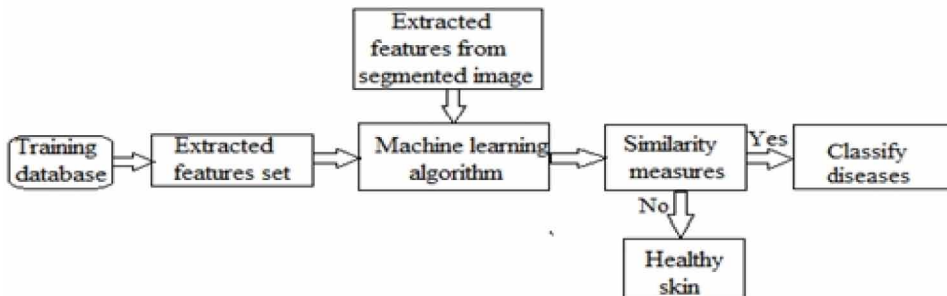 Extracted
features from
segmented image
Training
database
Extracted
features set
Machine learning
algorithm
Similarity
measures
Yes
Classify
diseases
No
Healthy
skin